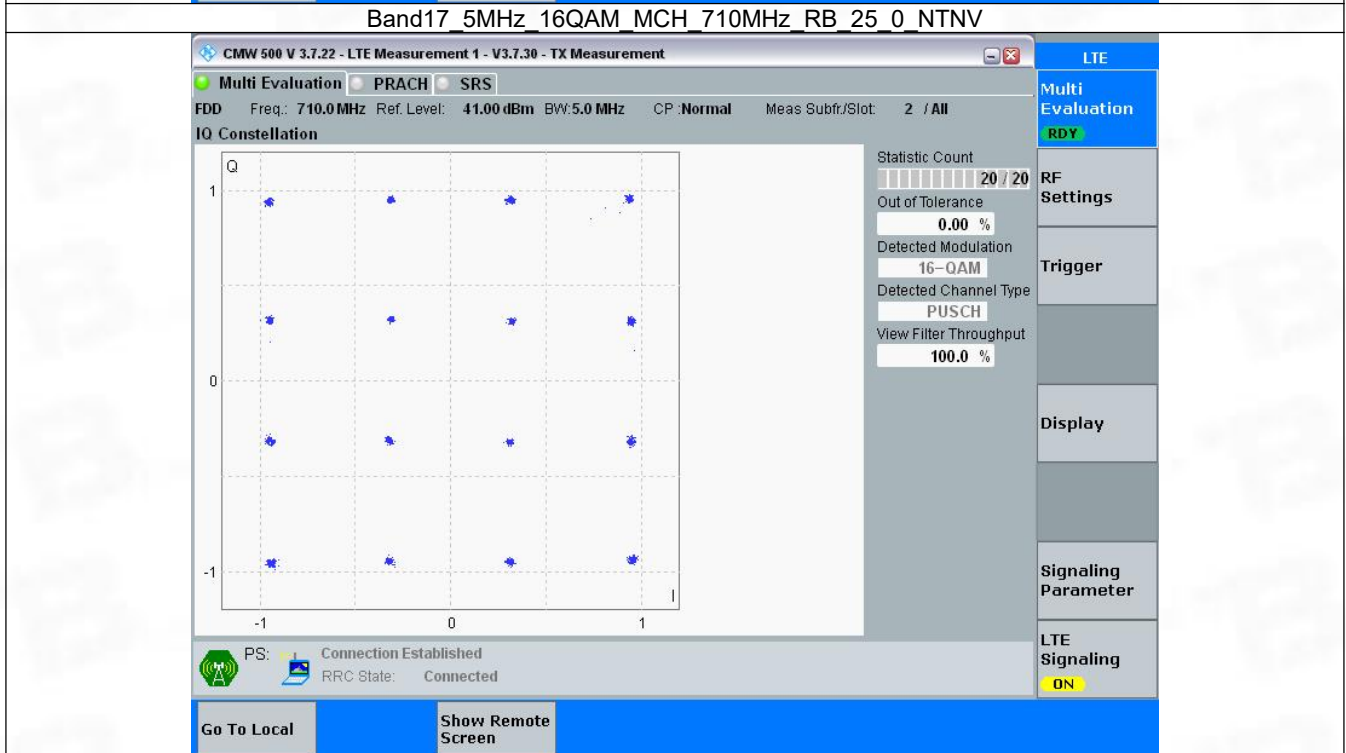 Band17_5MHz_16QAM_MCH_710MHz_RB_25_0_NTNV
CMW 500 V 3.7.22 - LTE Measurement 1 - V3.7.30 - TX Measurement
LTE
Multi Evaluation PRACH SRS
Multi
Evaluation
RDY
FDD Freq.: 710.0 MHz Ref. Level: 41.00 dBm BW: 5.0 MHz CP :Normal Meas Subfr./Slot: 2 / All
IQ Constellation
Q
1
0
-1
I
-1 0 1
Statistic Count
20 / 20
Out of Tolerance
0.00 %
Detected Modulation
16-QAM
Detected Channel Type
PUSCH
View Filter Throughput
100.0 %
RF
Settings
Trigger
Display
Signaling
Parameter
LTE
Signaling
ON
PS: Connection Established
RRC State: Connected
Go To Local
Show Remote
Screen